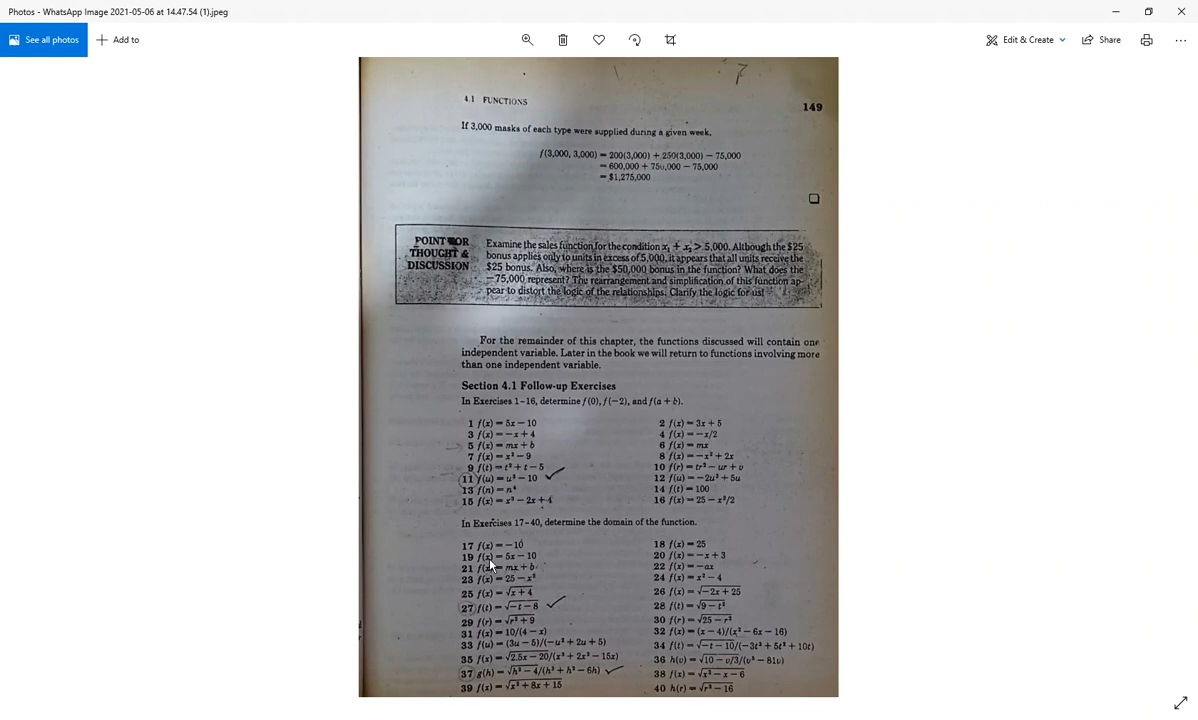 Photos - WhatsApp Image 2021-05-06 at 14.47.54 (1).jpeg
See all photos
Add to
Edit & Create
Share
4.1 FUNCTIONS
149
If 3,000 masks of each type were supplied during a given week,
f(3,000, 3,000) = 200(3,000) + 250(3,000) − 75,000
= 600,000 + 750,000 − 75,000
= $1,275,000
POINT FOR THOUGHT & DISCUSSION
Examine the sales function for the condition x₁ + x₂ > 5,000. Although the $25
bonus applies only to units in excess of 5,000, it appears that all units receive the
$25 bonus. Also, where is the $50,000 bonus in the function? What does the
−75,000 represent? The rearrangement and simplification of this function ap-
pear to distort the logic of the relationships. Clarify the logic for us!
For the remainder of this chapter, the functions discussed will contain one
independent variable. Later in the book we will return to functions involving more
than one independent variable.
Section 4.1 Follow-up Exercises
In Exercises 1–16, determine f(0), f(−2), and f(a + b).
1 f(x) = 5x − 10
2 f(x) = 3x + 5
3 f(x) = −x + 4
4 f(x) = −x/2
5 f(x) = mx + b
6 f(x) = mx
7 f(x) = x² − 9
8 f(x) = −x² + 2x
9 f(t) = t² + t − 5
10 f(r) = tr² − ur + v
11 f(u) = u³ − 10
12 f(u) = −2u³ + 5u
13 f(n) = n⁴
14 f(t) = 100
15 f(x) = x³ − 2x + 4
16 f(x) = 25 − x²/2
In Exercises 17–40, determine the domain of the function.
17 f(x) = −10
18 f(x) = 25
19 f(x) = 5x − 10
20 f(x) = −x + 3
21 f(x) = mx + b
22 f(x) = −ax
23 f(x) = 25 − x²
24 f(x) = x² − 4
25 f(x) = √x + 4
26 f(x) = √−2x + 25
27 f(t) = √−t − 8
28 f(t) = √9 − t²
29 f(r) = √r² + 9
30 f(r) = √25 − r²
31 f(x) = 10/(4 − x)
32 f(x) = (x − 4)/(x² − 6x − 16)
33 f(u) = (3u − 5)/(−u² + 2u + 5)
34 f(t) = √−t − 10/(−3t³ + 5t² + 10t)
35 f(x) = √2.5x − 20/(x³ + 2x² − 15x)
36 h(v) = √10 − v/3/(v³ − 81v)
37 g(h) = √h² − 4/(h³ + h² − 6h)
38 f(x) = √x² − x − 6
39 f(x) = √x² + 8x + 15
40 h(r) = √r² − 16